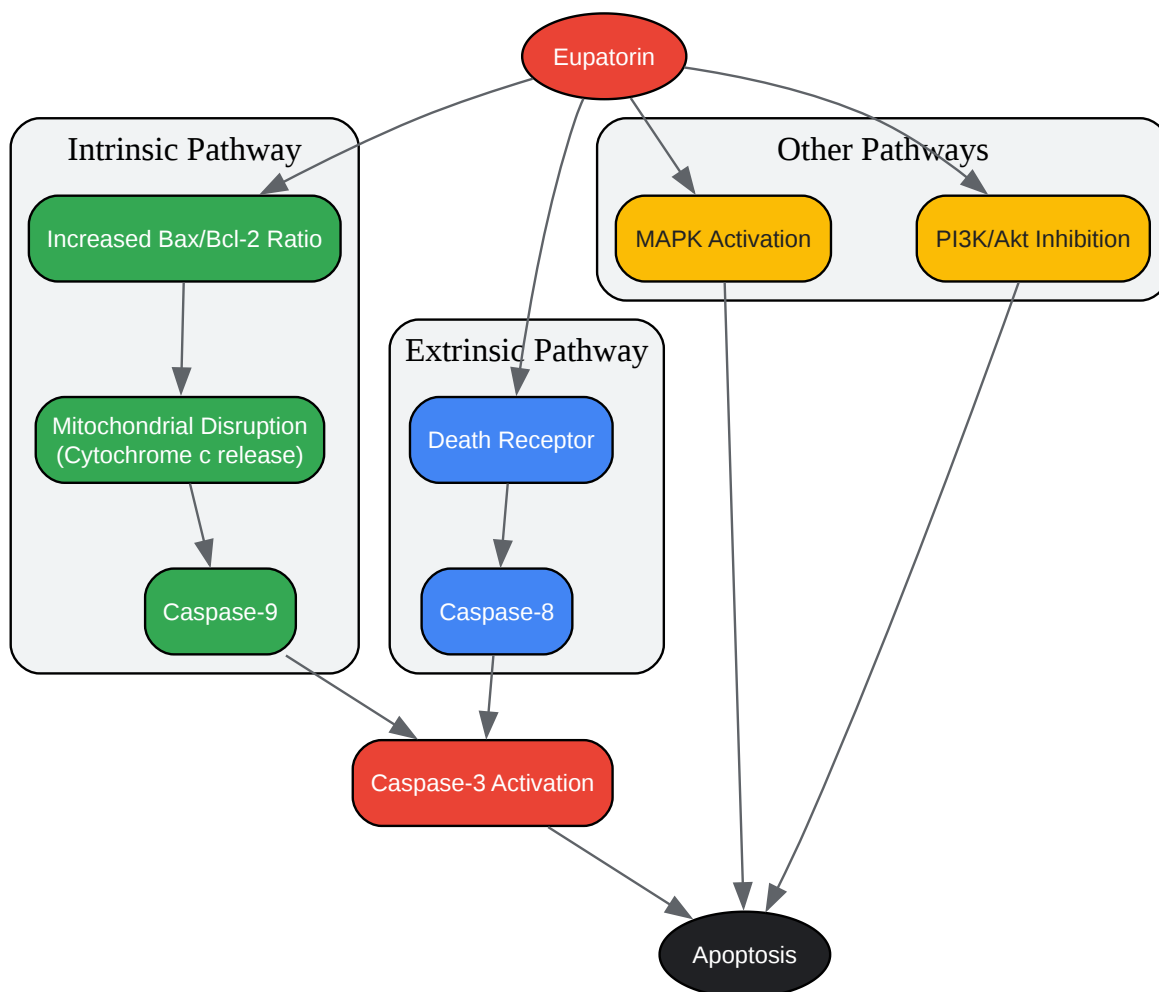 Eupatorin
Intrinsic Pathway
Other Pathways
Increased Bax/Bcl-2 Ratio
MAPK Activation
PI3K/Akt Inhibition
Extrinsic Pathway
Mitochondrial Disruption
(Cytochrome c release)
Death Receptor
Caspase-9
Caspase-8
Caspase-3 Activation
Apoptosis